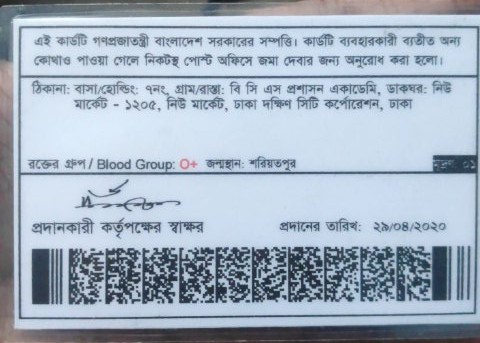 এই কার্ডটি গণপ্রজাতন্ত্রী বাংলাদেশ সরকারের সম্পত্তি। কার্ডটি ব্যবহারকারী ব্যতীত অন্য
কোথাও পাওয়া গেলে নিকটস্থ পোস্ট অফিসে জমা দেবার জন্য অনুরোধ করা হলো।
ঠিকানা: বাসা/হোল্ডিং: ৭নং, গ্রাম/রাস্তা: বি সি এস প্রশাসন একাডেমি, ডাকঘর: নিউ
মার্কেট - ১২০৫, নিউ মার্কেট, ঢাকা দক্ষিণ সিটি কর্পোরেশন, ঢাকা
রক্তের গ্রুপ / Blood Group: O+ জন্মস্থান: শরিয়তপুর
প্রদানকারী কর্তৃপক্ষের স্বাক্ষর প্রদানের তারিখ: ২৯/০৪/২০২০